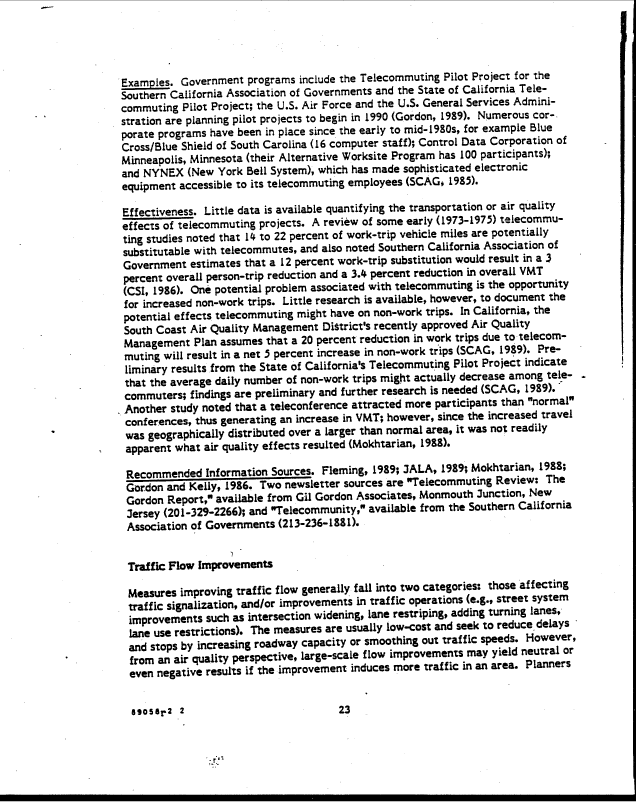 Examples. Government programs include the Telecommuting Pilot Project for the
Southern California Association of Governments and the State of California Tele-
commuting Pilot Project; the U.S. Air Force and the U.S. General Services Admini-
stration are planning pilot projects to begin in 1990 (Gordon, 1989). Numerous cor-
porate programs have been in place since the early to mid-1980s, for example Blue
Cross/Blue Shield of South Carolina (16 computer staff); Control Data Corporation of
Minneapolis, Minnesota (their Alternative Worksite Program has 100 participants);
and NYNEX (New York Bell System), which has made sophisticated electronic
equipment accessible to its telecommuting employees (SCAG, 1985).
Effectiveness. Little data is available quantifying the transportation or air quality
effects of telecommuting projects. A review of some early (1973-1975) telecommu-
ting studies noted that 14 to 22 percent of work-trip vehicle miles are potentially
substitutable with telecommutes, and also noted Southern California Association of
Government estimates that a 12 percent work-trip substitution would result in a 3
percent overall person-trip reduction and a 3.4 percent reduction in overall VMT
(CSI, 1986). One potential problem associated with telecommuting is the opportunity
for increased non-work trips. Little research is available, however, to document the
potential effects telecommuting might have on non-work trips. In California, the
South Coast Air Quality Management District's recently approved Air Quality
Management Plan assumes that a 20 percent reduction in work trips due to telecom-
muting will result in a net 5 percent increase in non-work trips (SCAG, 1989). Pre-
liminary results from the State of California's Telecommuting Pilot Project indicate
that the average daily number of non-work trips might actually decrease among tele-
commuters; findings are preliminary and further research is needed (SCAG, 1989).
Another study noted that a teleconference attracted more participants than "normal"
conferences, thus generating an increase in VMT; however, since the increased travel
was geographically distributed over a larger than normal area, it was not readily
apparent what air quality effects resulted (Mokhtarian, 1988).
Recommended Information Sources. Fleming, 1989; JALA, 1989; Mokhtarian, 1988;
Gordon and Kelly, 1986. Two newsletter sources are "Telecommuting Review: The
Gordon Report," available from Gil Gordon Associates, Monmouth Junction, New
Jersey (201-329-2266); and "Telecommunity," available from the Southern California
Association of Governments (213-236-1881).
Traffic Flow Improvements
Measures improving traffic flow generally fall into two categories: those affecting
traffic signalization, and/or improvements in traffic operations (e.g., street system
improvements such as intersection widening, lane restriping, adding turning lanes,
lane use restrictions). The measures are usually low-cost and seek to reduce delays
and stops by increasing roadway capacity or smoothing out traffic speeds. However,
from an air quality perspective, large-scale flow improvements may yield neutral or
even negative results if the improvement induces more traffic in an area. Planners
89058r2 2
23